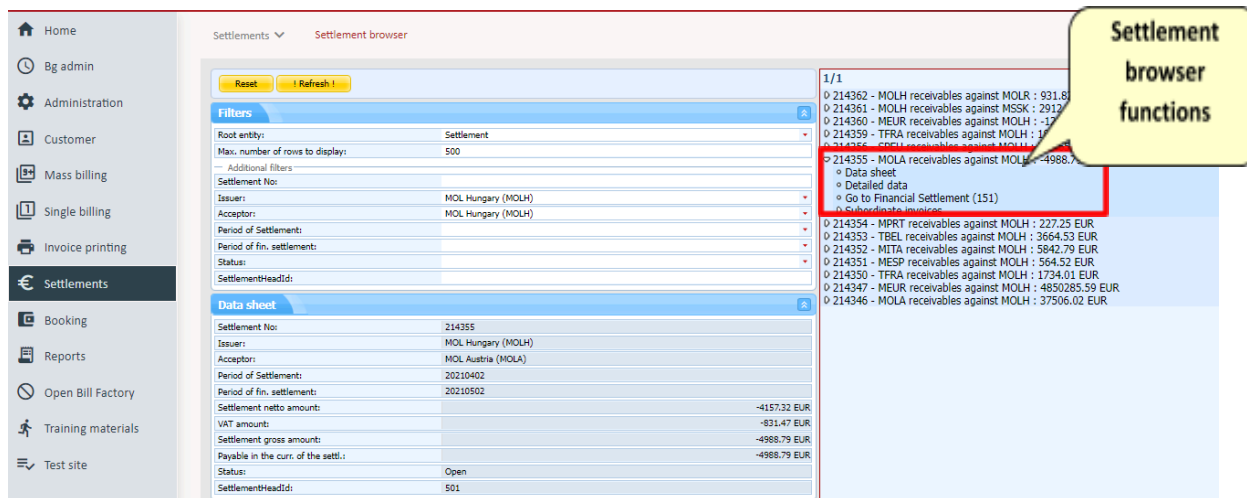 Home
Bg admin
Administration
Customer
Mass billing
Single billing
Invoice printing
€ Settlements
Booking
Reports
Open Bill Factory
Training materials
Test site
Settlements Settlement browser
Reset ! Refresh !
Filters
Root entity: Settlement
Max. number of rows to display: 500
Additional filters
Settlement No:
Issuer: MOL Hungary (MOLH)
Acceptor: MOL Hungary (MOLH)
Period of Settlement:
Period of fin. settlement:
Status:
SettlementHeadId:
Data sheet
Settlement No: 214355
Issuer: MOL Hungary (MOLH)
Acceptor: MOL Austria (MOLA)
Period of Settlement: 20210402
Period of fin. settlement: 20210502
Settlement netto amount: -4157.32 EUR
VAT amount: -831.47 EUR
Settlement gross amount: -4988.79 EUR
Payable in the curr. of the settl.: -4988.79 EUR
Status: Open
SettlementHeadId: 501
1/1
214362 - MOLH receivables against MOLR : 931.82
214361 - MOLH receivables against MSSK : 2912
214360 - MEUR receivables against MOLH :
214359 - TFRA receivables against MOLH :
receivables against MOLH
214355 - MOLA receivables against MOLH : -4988.7
Data sheet
Detailed data
Go to Financial Settlement (151)
Subordinate invoices
214354 - MPRT receivables against MOLH : 227.25 EUR
214353 - TBEL receivables against MOLH : 3664.53 EUR
214352 - MITA receivables against MOLH : 5842.79 EUR
214351 - MESP receivables against MOLH : 564.52 EUR
214350 - TFRA receivables against MOLH : 1734.01 EUR
214347 - MEUR receivables against MOLH : 4850285.59 EUR
214346 - MOLA receivables against MOLH : 37506.02 EUR
Settlement
browser
functions